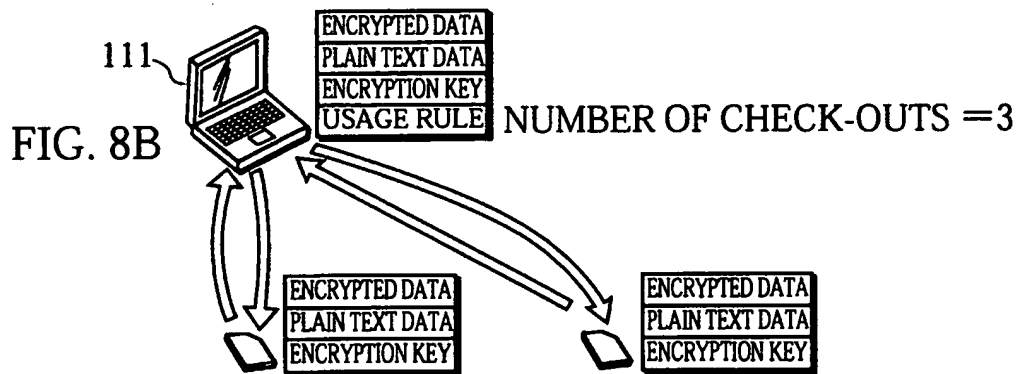 111
ENCRYPTED DATA
PLAIN TEXT DATA
ENCRYPTION KEY
USAGE RULE
NUMBER OF CHECK-OUTS =3
FIG. 8B
ENCRYPTED DATA
PLAIN TEXT DATA
ENCRYPTION KEY
ENCRYPTED DATA
PLAIN TEXT DATA
ENCRYPTION KEY